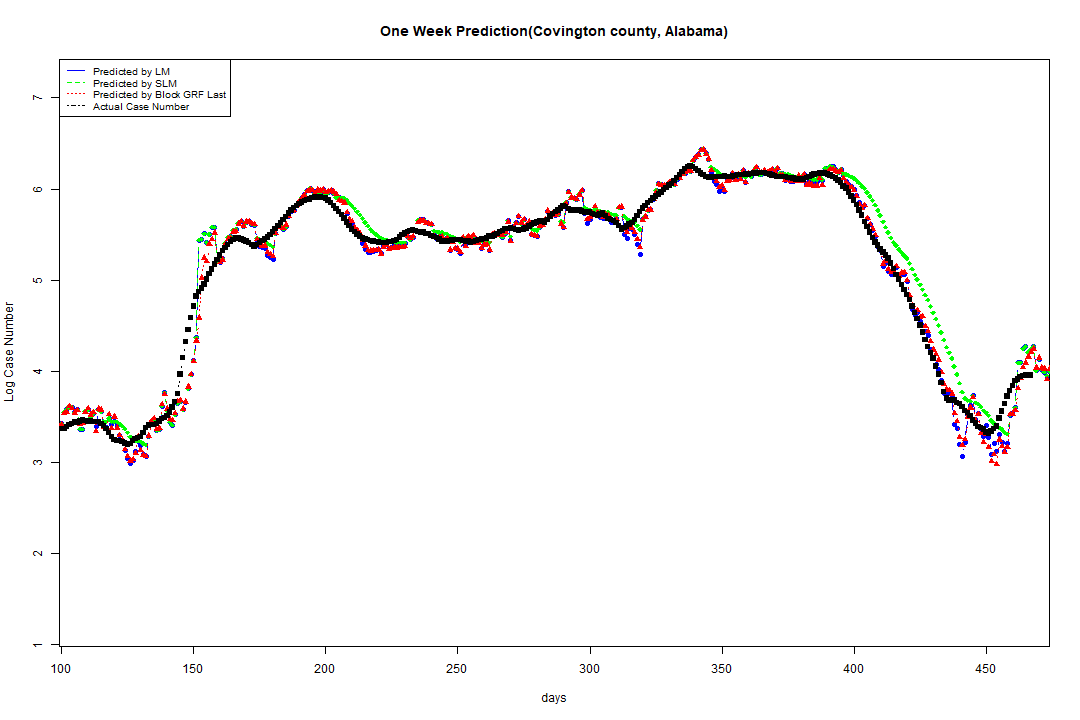 One Week Prediction(Covington county, Alabama)
Predicted by LM
Predicted by SLM
Predicted by Block GRF Last
Actual Case Number
7
6
5
4
3
2
1
Log Case Number
100 150 200 250 300 350 400 450
days